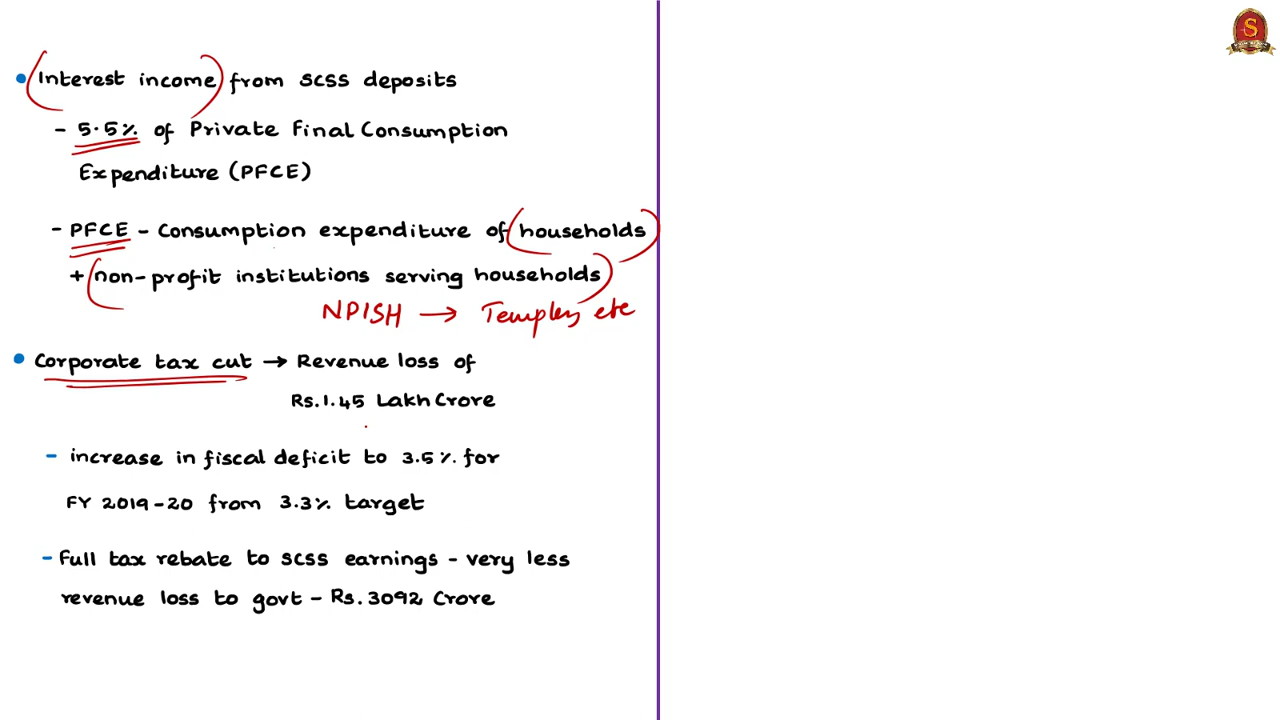 • Interest income from SCSS deposits
- 5.5% of Private Final Consumption
Expenditure (PFCE)
- PFCE - Consumption expenditure of households
+ non-profit institutions serving households
NPISH → Temples etc
• Corporate tax cut → Revenue loss of
Rs.1.45 Lakh Crore
- increase in fiscal deficit to 3.5% for
FY 2019-20 from 3.3% target
- Full tax rebate to SCSS earnings - very less
revenue loss to govt - Rs.3092 Crore
S